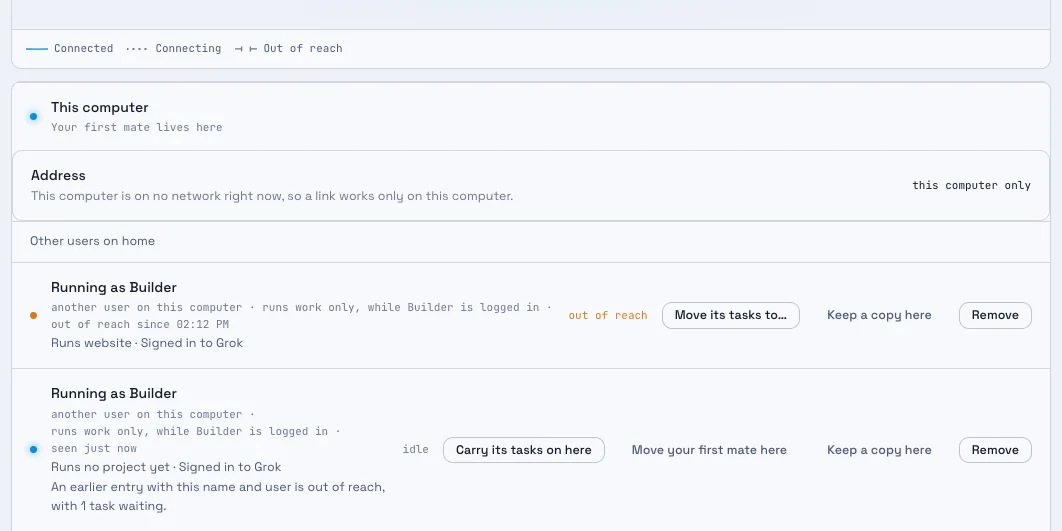 Connected Connecting Out of reach
This computer
Your first mate lives here
Address
This computer is on no network right now, so a link works only on this computer.
this computer only
Other users on home
Running as Builder
another user on this computer · runs work only, while Builder is logged in ·
out of reach since 02:12 PM
Runs website · Signed in to Grok
out of reach
Move its tasks to…
Keep a copy here
Remove
Running as Builder
another user on this computer ·
runs work only, while Builder is logged in ·
seen just now
Runs no project yet · Signed in to Grok
An earlier entry with this name and user is out of reach,
with 1 task waiting.
idle
Carry its tasks on here
Move your first mate here
Keep a copy here
Remove